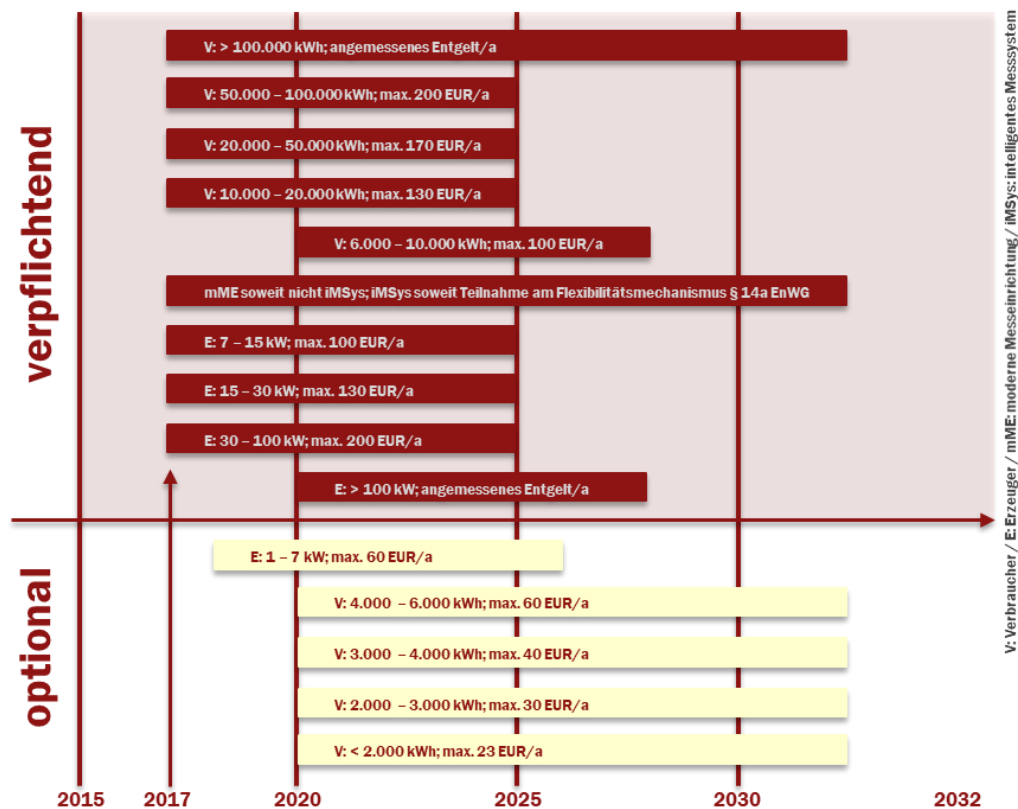 verpflichtend
V: > 100.000 kWh; angemessenes Entgelt/a
V: 50.000 – 100.000 kWh; max. 200 EUR/a
V: 20.000 – 50.000 kWh; max. 170 EUR/a
V: 10.000 – 20.000 kWh; max. 130 EUR/a
V: 6.000 – 10.000 kWh; max. 100 EUR/a
mME soweit nicht iMSys; iMSys soweit Teilnahme am Flexibilitätsmechanismus § 14a EnWG
E: 7 – 15 kW; max. 100 EUR/a
E: 15 – 30 kW; max. 130 EUR/a
E: 30 – 100 kW; max. 200 EUR/a
E: > 100 kW; angemessenes Entgelt/a
optional
E: 1 – 7 kW; max. 60 EUR/a
V: 4.000 – 6.000 kWh; max. 60 EUR/a
V: 3.000 – 4.000 kWh; max. 40 EUR/a
V: 2.000 – 3.000 kWh; max. 30 EUR/a
V: < 2.000 kWh; max. 23 EUR/a
2015 2017 2020 2025 2030 2032
V: Verbraucher / E: Erzeuger / mME: moderne Messeinrichtung / iMSys: intelligentes Messsystem